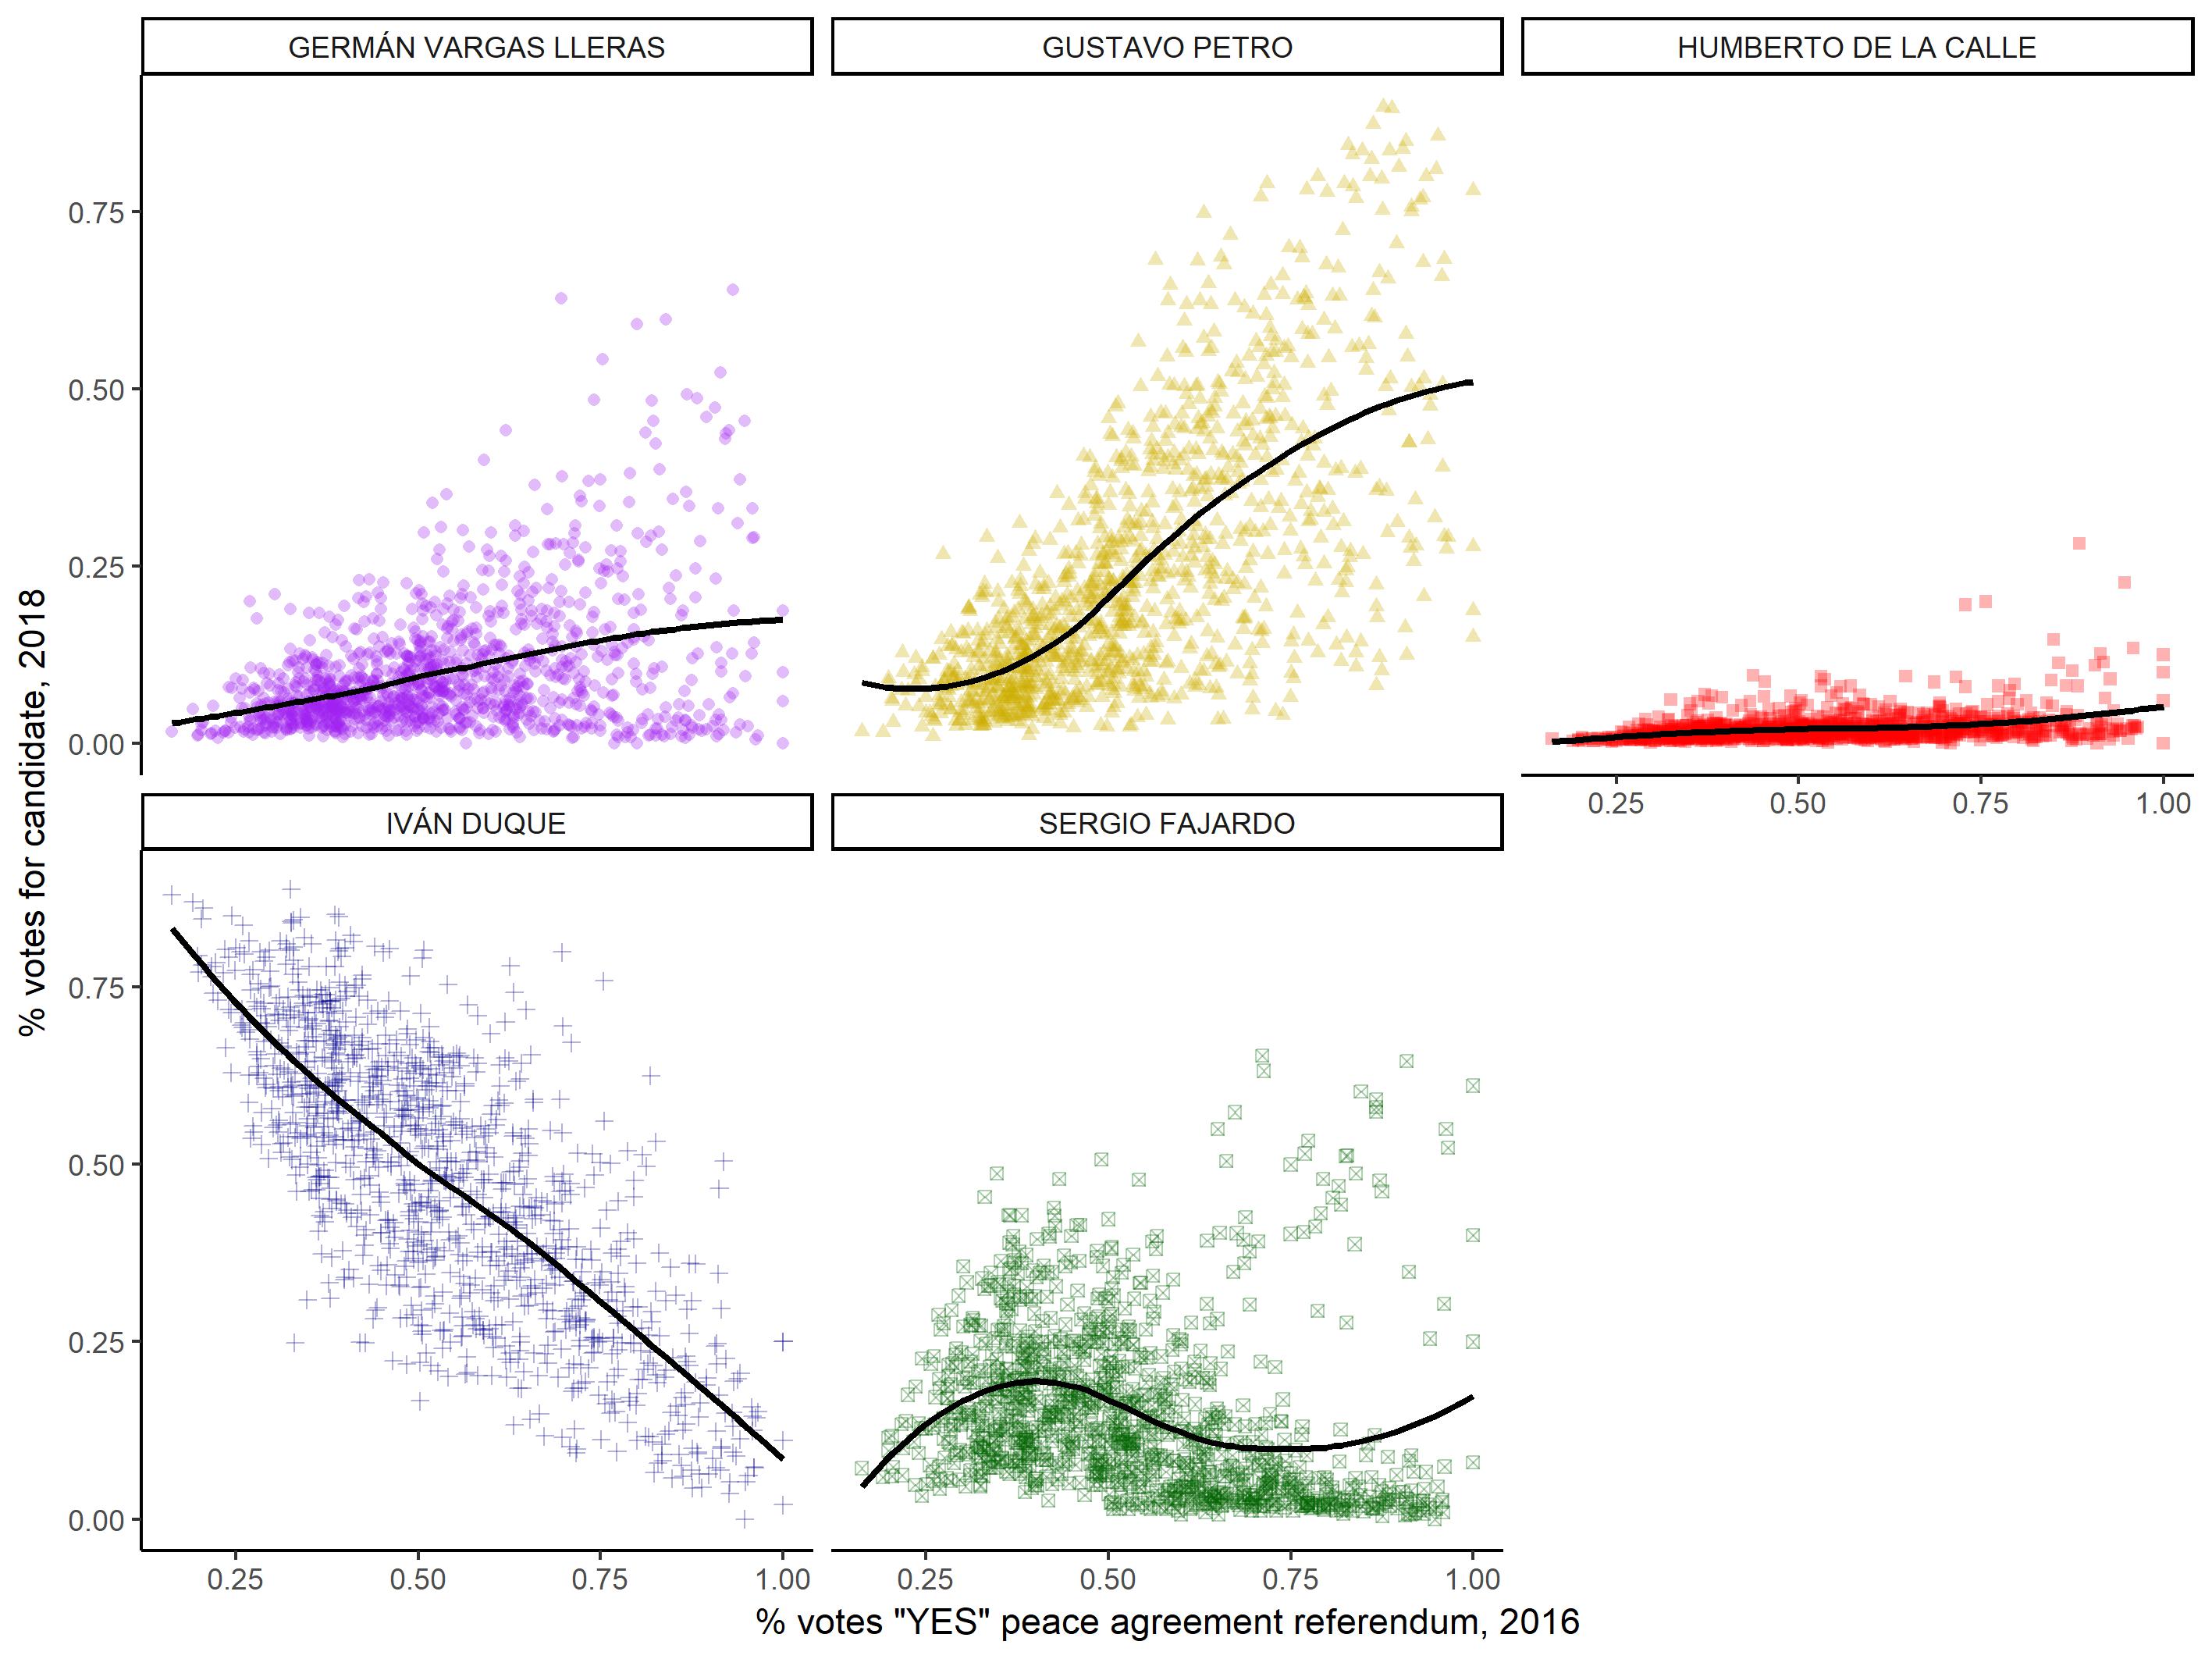 GERMÁN VARGAS LLERAS
GUSTAVO PETRO
HUMBERTO DE LA CALLE
0.75
0.50
0.25
0.00
0.25 0.50 0.75 1.00
% votes for candidate, 2018
IVÁN DUQUE
SERGIO FAJARDO
0.75
0.50
0.25
0.00
0.25 0.50 0.75 1.00
0.25 0.50 0.75 1.00
% votes "YES" peace agreement referendum, 2016